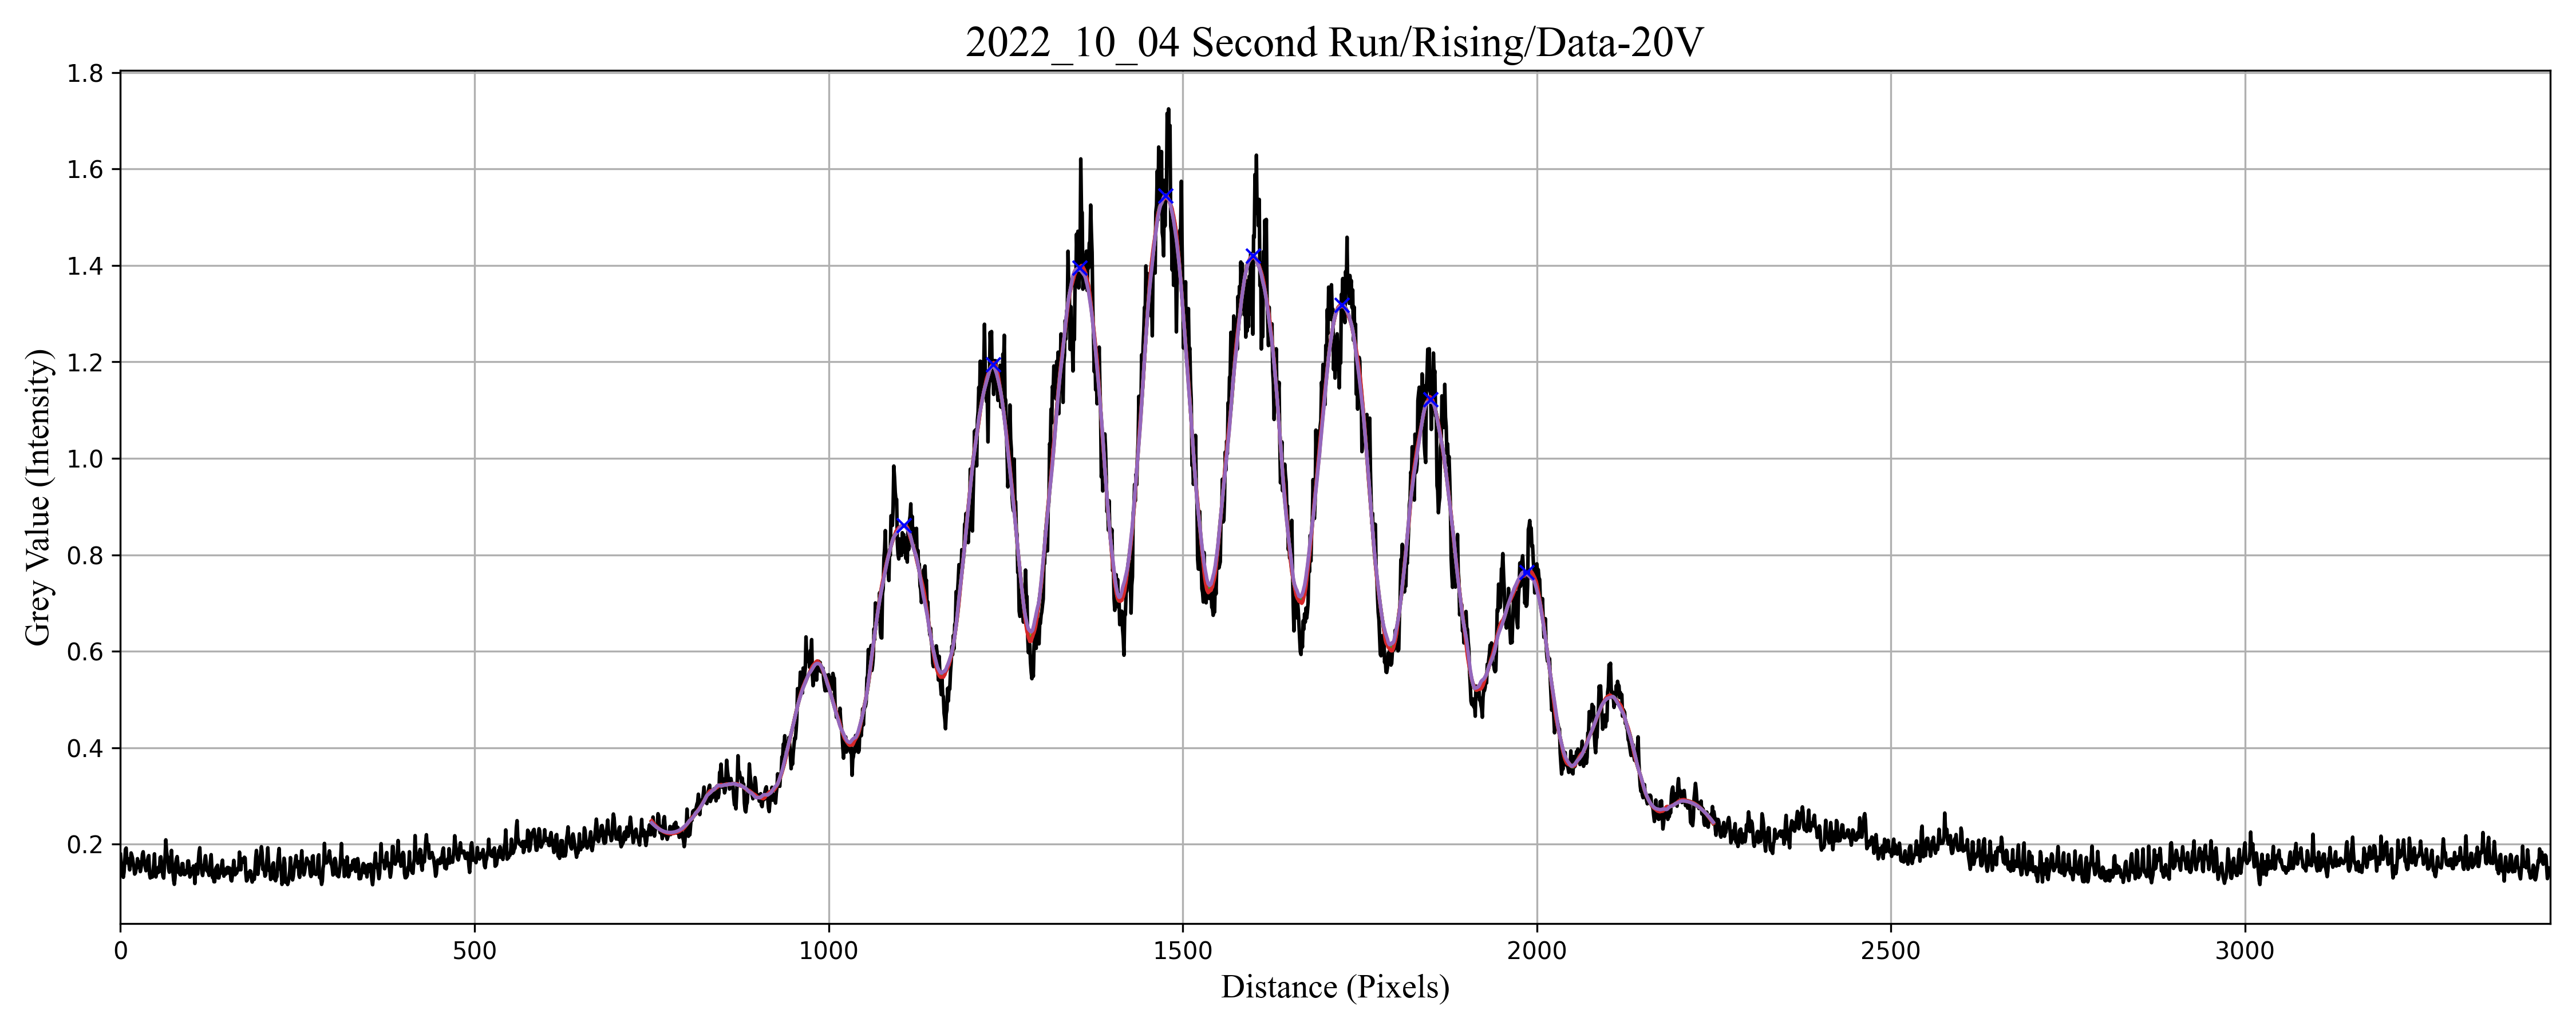 2022_10_04 Second Run/Rising/Data-20V
1.8
1.6
1.4
1.2
1.0
0.8
0.6
0.4
0.2
Grey Value (Intensity)
0 500 1000 1500 2000 2500 3000
Distance (Pixels)